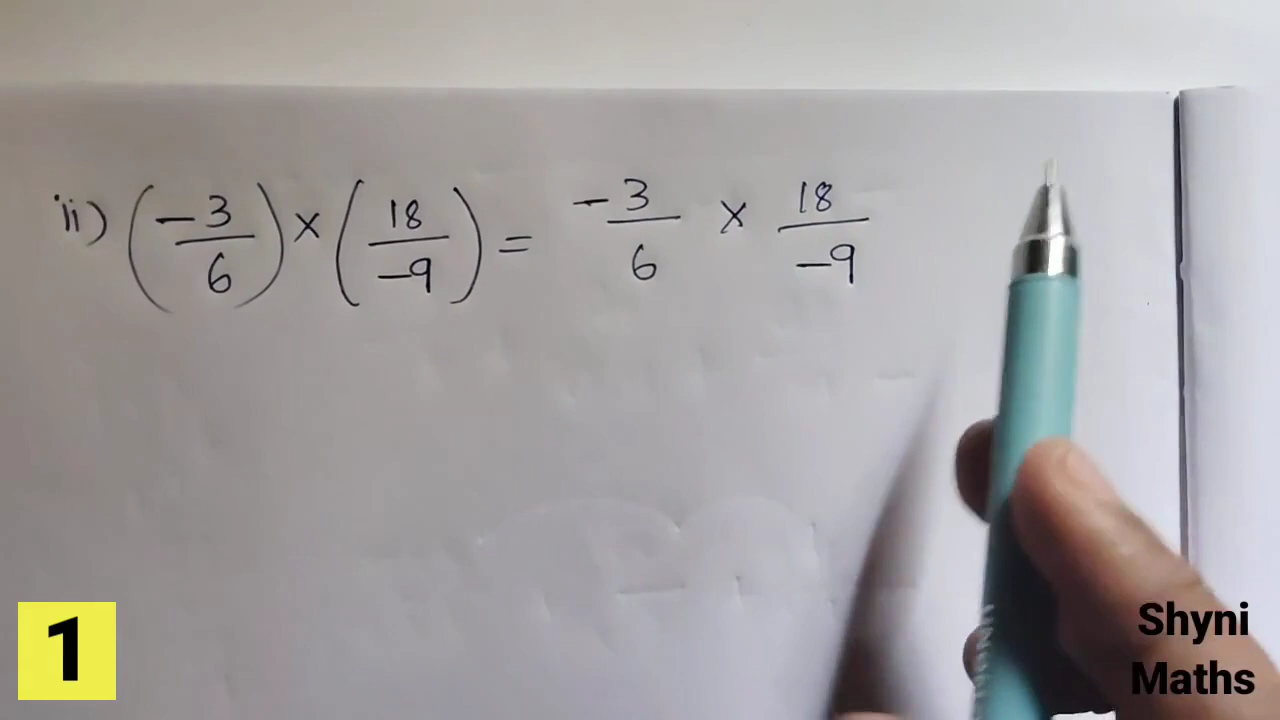 ii) (-3/6) × (18/-9) = -3/6 × 18/-9
1
Shyni
Maths